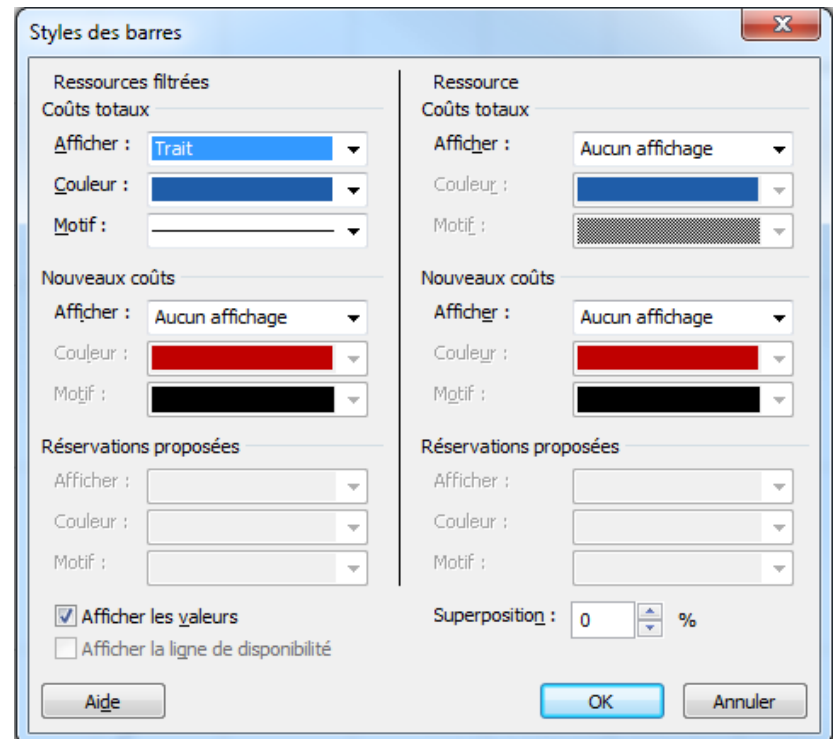 Styles des barres
Ressources filtrées
Coûts totaux
Afficher : Trait
Couleur :
Motif :
Nouveaux coûts
Afficher : Aucun affichage
Couleur :
Motif :
Réservations proposées
Afficher :
Couleur :
Motif :
Afficher les valeurs
Afficher la ligne de disponibilité
Ressource
Coûts totaux
Afficher : Aucun affichage
Couleur :
Motif :
Nouveaux coûts
Afficher : Aucun affichage
Couleur :
Motif :
Réservations proposées
Afficher :
Couleur :
Motif :
Superposition : 0 %
Aide
OK
Annuler